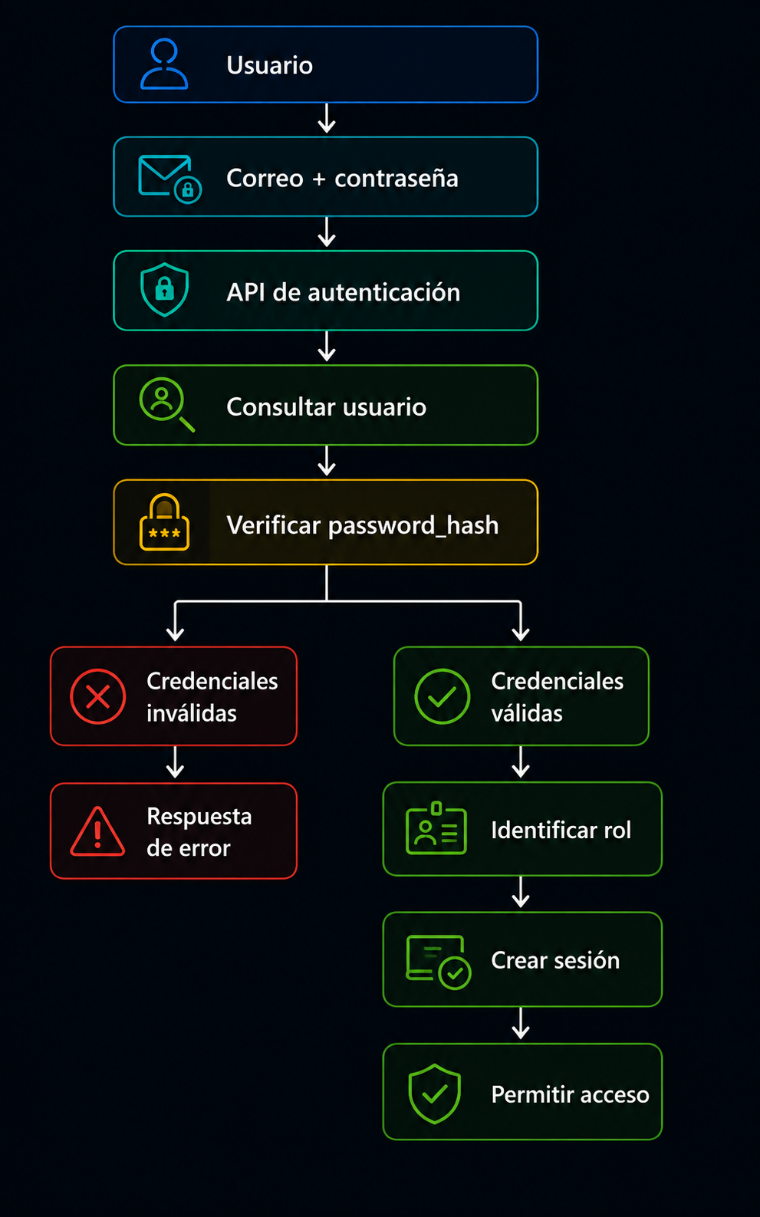 Usuario
Correo + contraseña
API de autenticación
Consultar usuario
Verificar password_hash
***
Credenciales
inválidas
Credenciales
válidas
Respuesta
de error
Identificar rol
Crear sesión
Permitir acceso